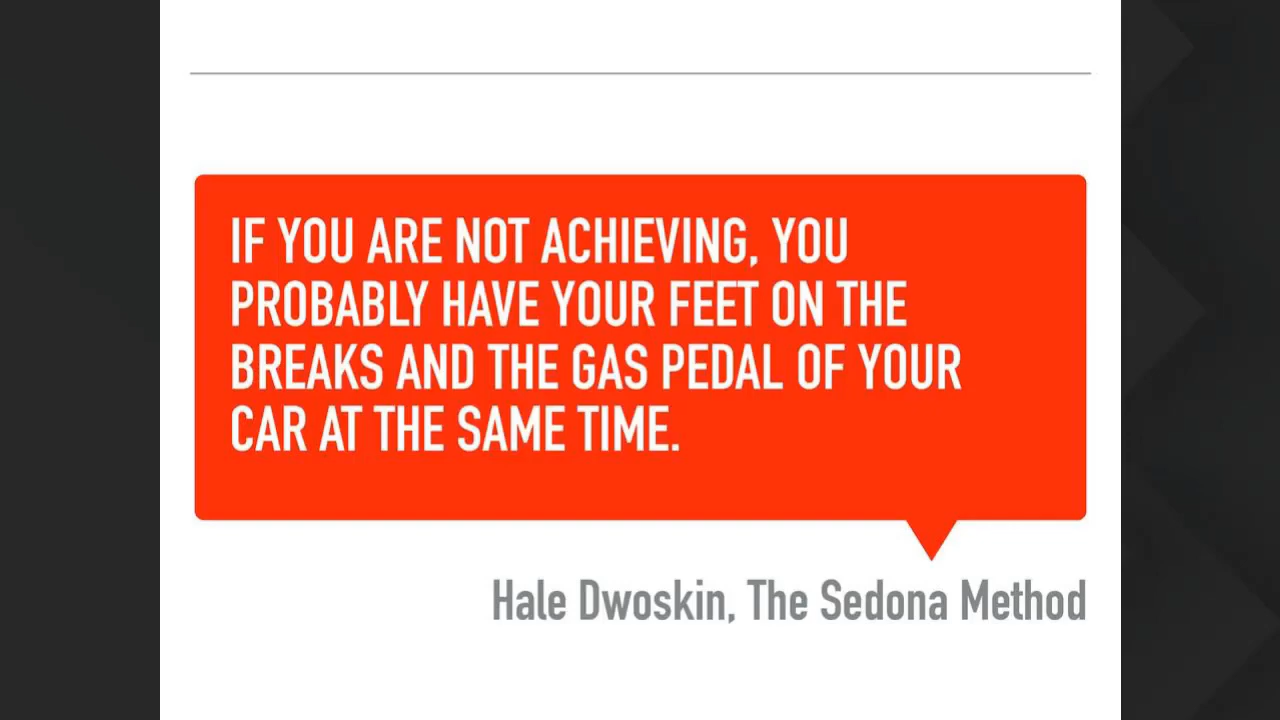 IF YOU ARE NOT ACHIEVING, YOU
PROBABLY HAVE YOUR FEET ON THE
BREAKS AND THE GAS PEDAL OF YOUR
CAR AT THE SAME TIME.
Hale Dwoskin, The Sedona Method